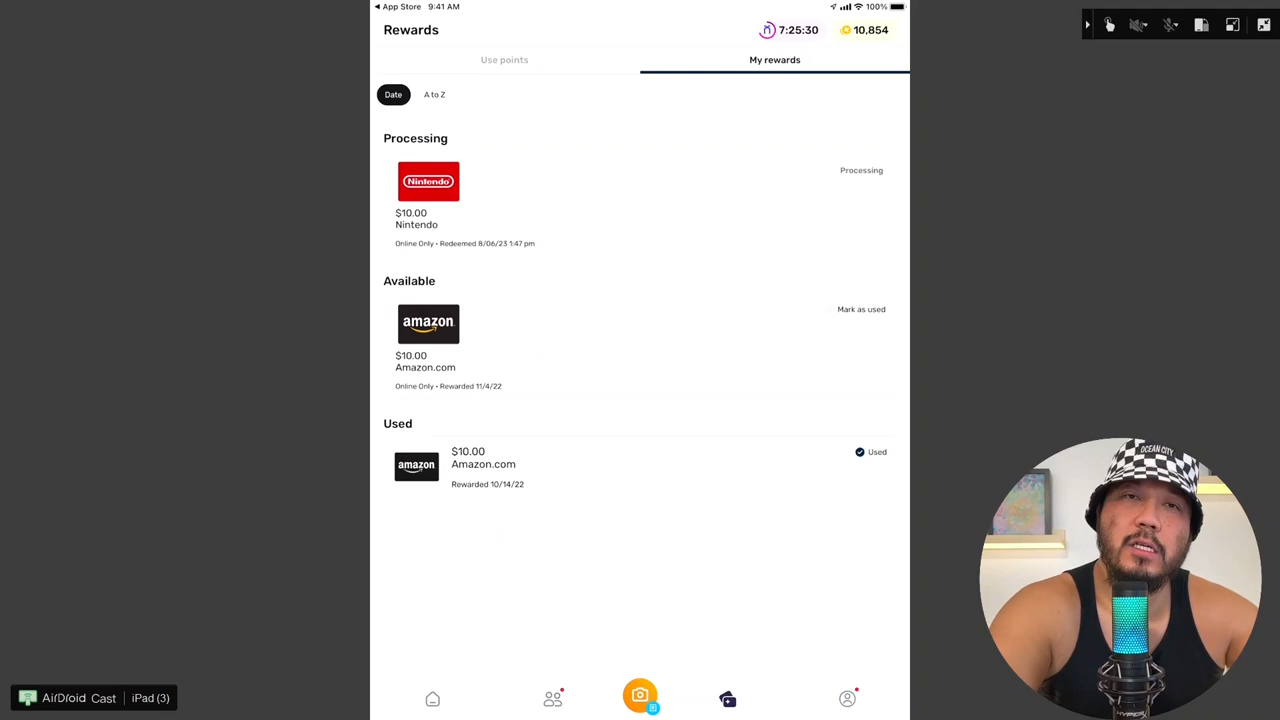 App Store 9:41 AM
100%
Rewards
7:25:30
10,854
Use points
My rewards
Date
A to Z
Processing
Nintendo
Processing
$10.00
Nintendo
Online Only • Redeemed 8/06/23 1:47 pm
Available
amazon
Mark as used
$10.00
Amazon.com
Online Only • Rewarded 11/4/22
Used
amazon
$10.00
Amazon.com
Used
Rewarded 10/14/22
OCEAN CITY
HYPERX
AirDroid Cast | iPad (3)